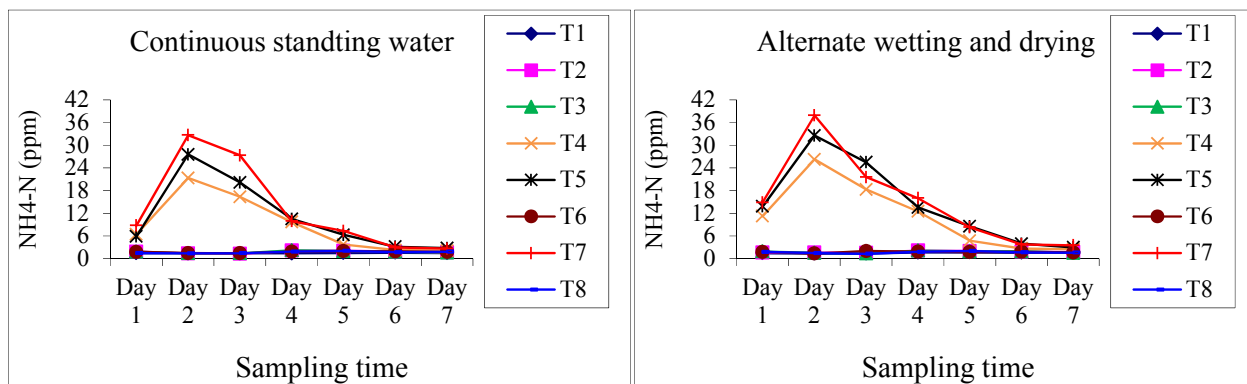 Continuous standting water
NH4-N (ppm)
42
36
30
24
18
12
6
0
Day 1
Day 2
Day 3
Day 4
Day 5
Day 6
Day 7
Sampling time
T1
T2
T3
T4
T5
T6
T7
T8
Alternate wetting and drying
NH4-N (ppm)
42
36
30
24
18
12
6
0
Day 1
Day 2
Day 3
Day 4
Day 5
Day 6
Day 7
Sampling time
T1
T2
T3
T4
T5
T6
T7
T8